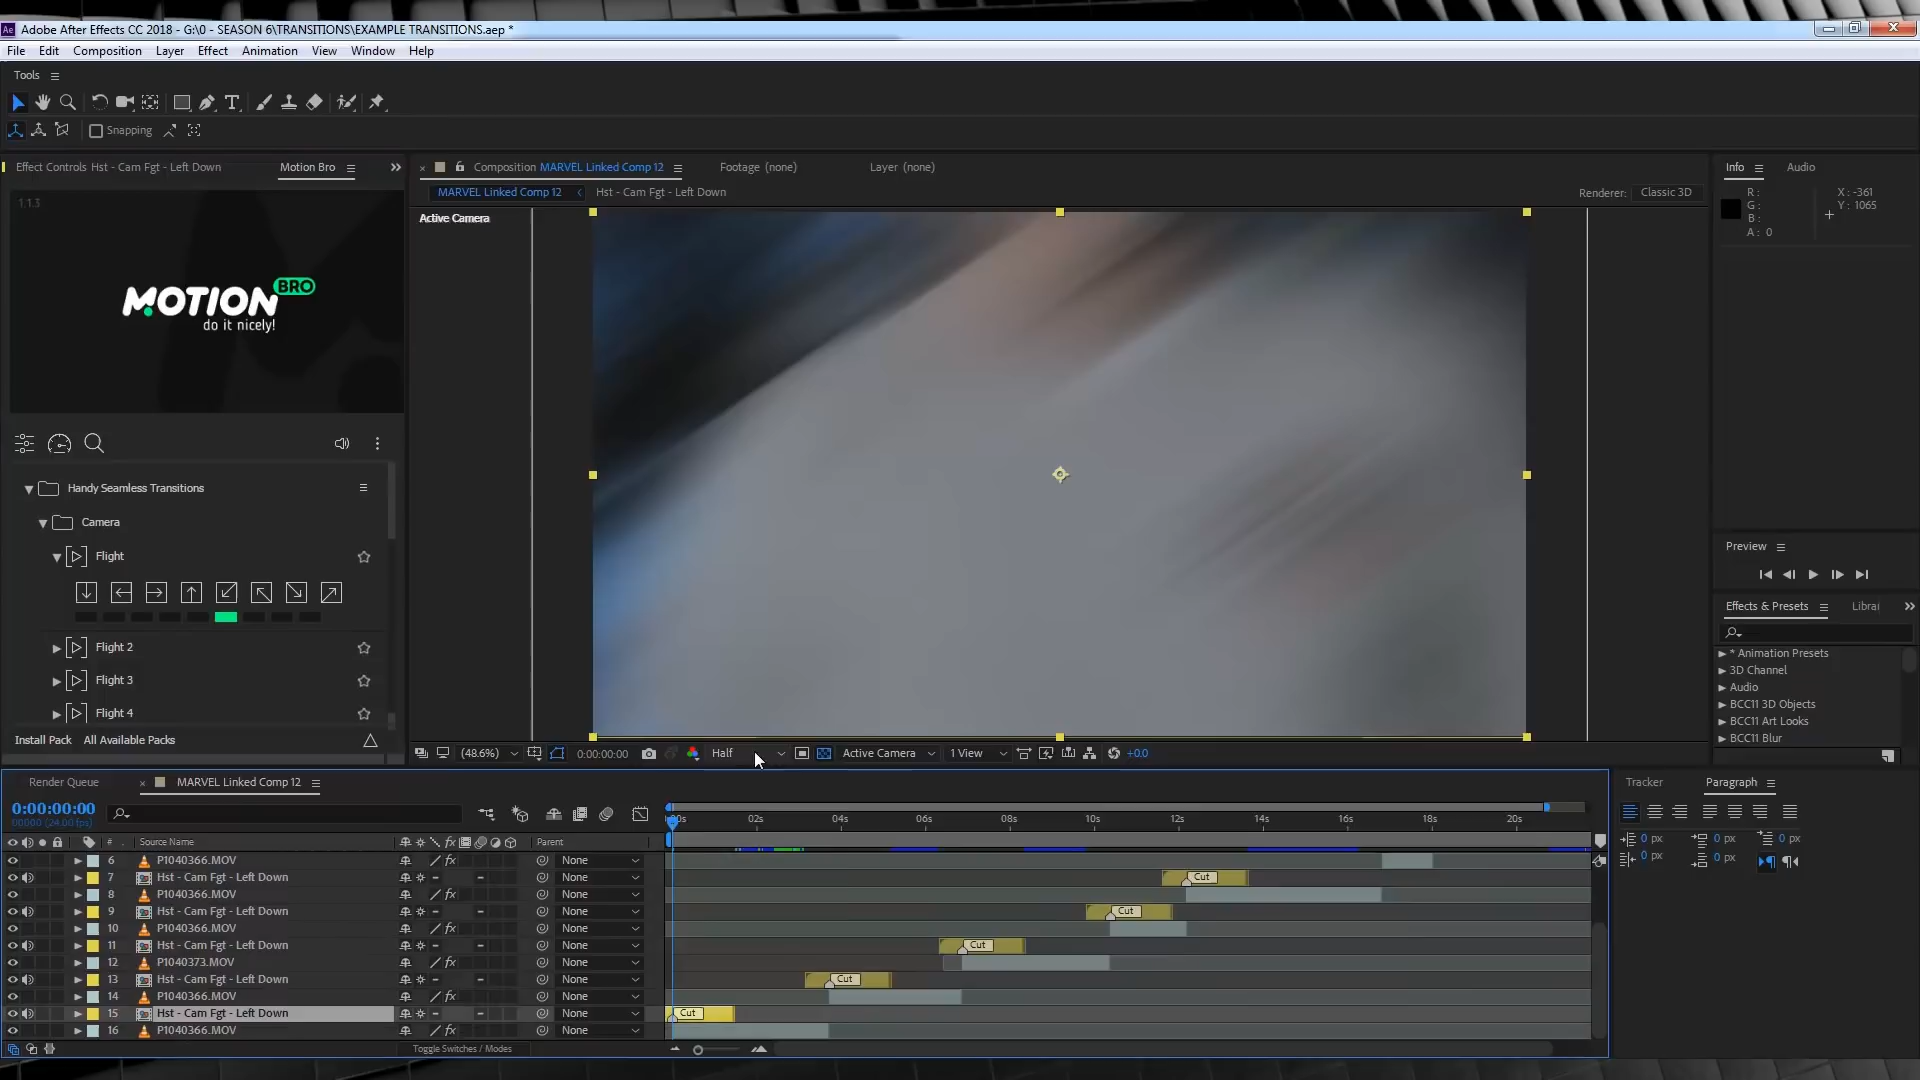 Adobe After Effects CC 2018 - G:\0 - SEASON 6\TRANSITIONS\EXAMPLE TRANSITIONS.aep *
File Edit Composition Layer Effect Animation View Window Help
Tools
Snapping
Effect Controls Hst - Cam Fgt - Left Down
Motion Bro
Composition MARVEL Linked Comp 12
Footage (none)
Layer (none)
Info
Audio
MARVEL Linked Comp 12
Hst - Cam Fgt - Left Down
Renderer:
Classic 3D
1.1.3
Active Camera
R :
G :
B :
A : 0
X : -361
Y : 1065
MOTION BRO
do it nicely!
Handy Seamless Transitions
Camera
Flight
Flight 2
Flight 3
Flight 4
Install Pack
All Available Packs
Preview
Effects & Presets
Librai
* Animation Presets
3D Channel
Audio
BCC11 3D Objects
BCC11 Art Looks
BCC11 Blur
(48.6%)
0:00:00:00
Half
Active Camera
1 View
+0.0
Render Queue
MARVEL Linked Comp 12
Tracker
Paragraph
0:00:00:00
00000 (24.00 fps)
02s 04s 06s 08s 10s 12s 14s 16s 18s 20s
0 px 0 px 0 px
0 px 0 px
# Source Name Parent
6 P1040366.MOV None
7 Hst - Cam Fgt - Left Down None Cut
8 P1040366.MOV None
9 Hst - Cam Fgt - Left Down None Cut
10 P1040366.MOV None
11 Hst - Cam Fgt - Left Down None Cut
12 P1040373.MOV None
13 Hst - Cam Fgt - Left Down None Cut
14 P1040366.MOV None
15 Hst - Cam Fgt - Left Down None Cut
16 P1040366.MOV None
Toggle Switches / Modes